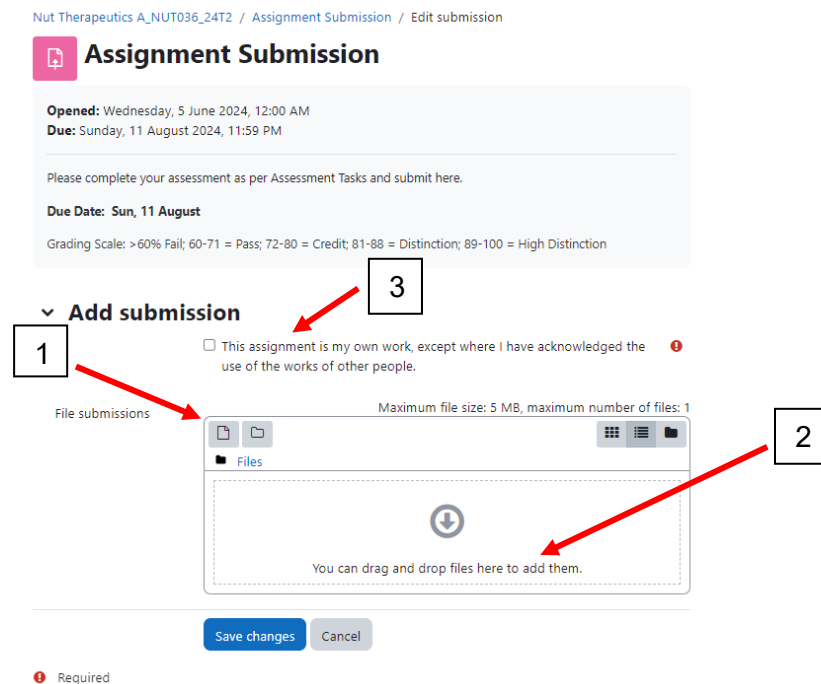 Nut Therapeutics A_NUT036_24T2 / Assignment Submission / Edit submission
Assignment Submission
Opened: Wednesday, 5 June 2024, 12:00 AM
Due: Sunday, 11 August 2024, 11:59 PM
Please complete your assessment as per Assessment Tasks and submit here.
Due Date: Sun, 11 August
Grading Scale: >60% Fail; 60-71 = Pass; 72-80 = Credit; 81-88 = Distinction; 89-100 = High Distinction
3
Add submission
1
This assignment is my own work, except where I have acknowledged the
use of the works of other people.
File submissions
Maximum file size: 5 MB, maximum number of files: 1
2
Files
You can drag and drop files here to add them.
Save changes
Cancel
Required